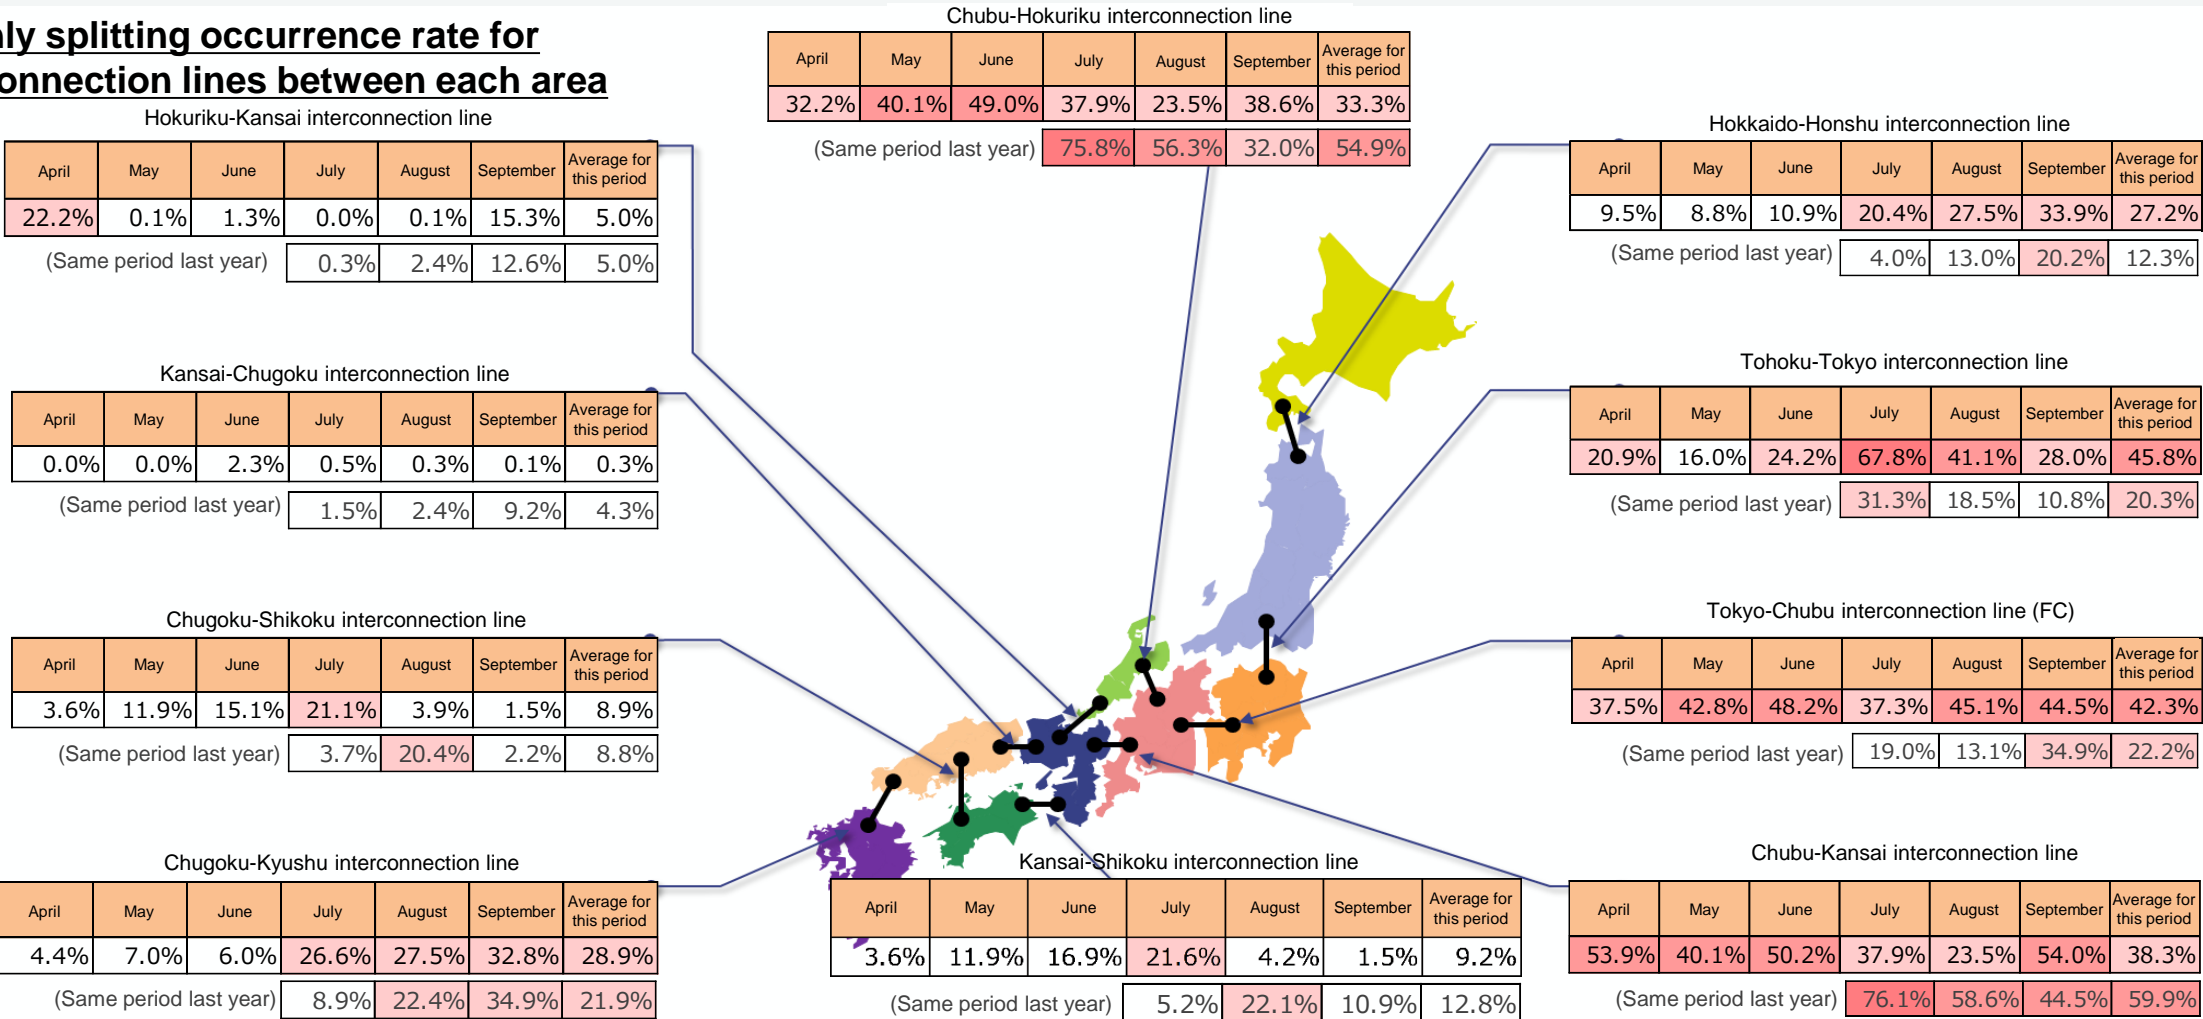 ly splitting occurrence rate for
onnection lines between each area
Chubu-Hokuriku interconnection line
April May June July August September Average for this period
32.2% 40.1% 49.0% 37.9% 23.5% 38.6% 33.3%
(Same period last year) 75.8% 56.3% 32.0% 54.9%
Hokuriku-Kansai interconnection line
April May June July August September Average for this period
22.2% 0.1% 1.3% 0.0% 0.1% 15.3% 5.0%
(Same period last year) 0.3% 2.4% 12.6% 5.0%
Hokkaido-Honshu interconnection line
April May June July August September Average for this period
9.5% 8.8% 10.9% 20.4% 27.5% 33.9% 27.2%
(Same period last year) 4.0% 13.0% 20.2% 12.3%
Kansai-Chugoku interconnection line
April May June July August September Average for this period
0.0% 0.0% 2.3% 0.5% 0.3% 0.1% 0.3%
(Same period last year) 1.5% 2.4% 9.2% 4.3%
Tohoku-Tokyo interconnection line
April May June July August September Average for this period
20.9% 16.0% 24.2% 67.8% 41.1% 28.0% 45.8%
(Same period last year) 31.3% 18.5% 10.8% 20.3%
Chugoku-Shikoku interconnection line
April May June July August September Average for this period
3.6% 11.9% 15.1% 21.1% 3.9% 1.5% 8.9%
(Same period last year) 3.7% 20.4% 2.2% 8.8%
Tokyo-Chubu interconnection line (FC)
April May June July August September Average for this period
37.5% 42.8% 48.2% 37.3% 45.1% 44.5% 42.3%
(Same period last year) 19.0% 13.1% 34.9% 22.2%
Chugoku-Kyushu interconnection line
April May June July August September Average for this period
4.4% 7.0% 6.0% 26.6% 27.5% 32.8% 28.9%
(Same period last year) 8.9% 22.4% 34.9% 21.9%
Kansai-Shikoku interconnection line
April May June July August September Average for this period
3.6% 11.9% 16.9% 21.6% 4.2% 1.5% 9.2%
(Same period last year) 5.2% 22.1% 10.9% 12.8%
Chubu-Kansai interconnection line
April May June July August September Average for this period
53.9% 40.1% 50.2% 37.9% 23.5% 54.0% 38.3%
(Same period last year) 76.1% 58.6% 44.5% 59.9%